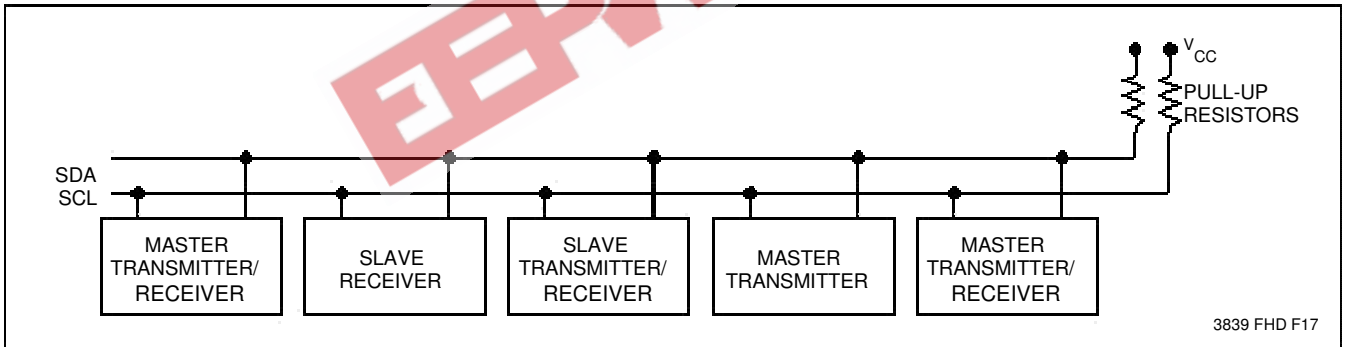 VCC
PULL-UP
RESISTORS
SDA
SCL
MASTER
TRANSMITTER/
RECEIVER
SLAVE
RECEIVER
SLAVE
TRANSMITTER/
RECEIVER
MASTER
TRANSMITTER
MASTER
TRANSMITTER/
RECEIVER
3839 FHD F17